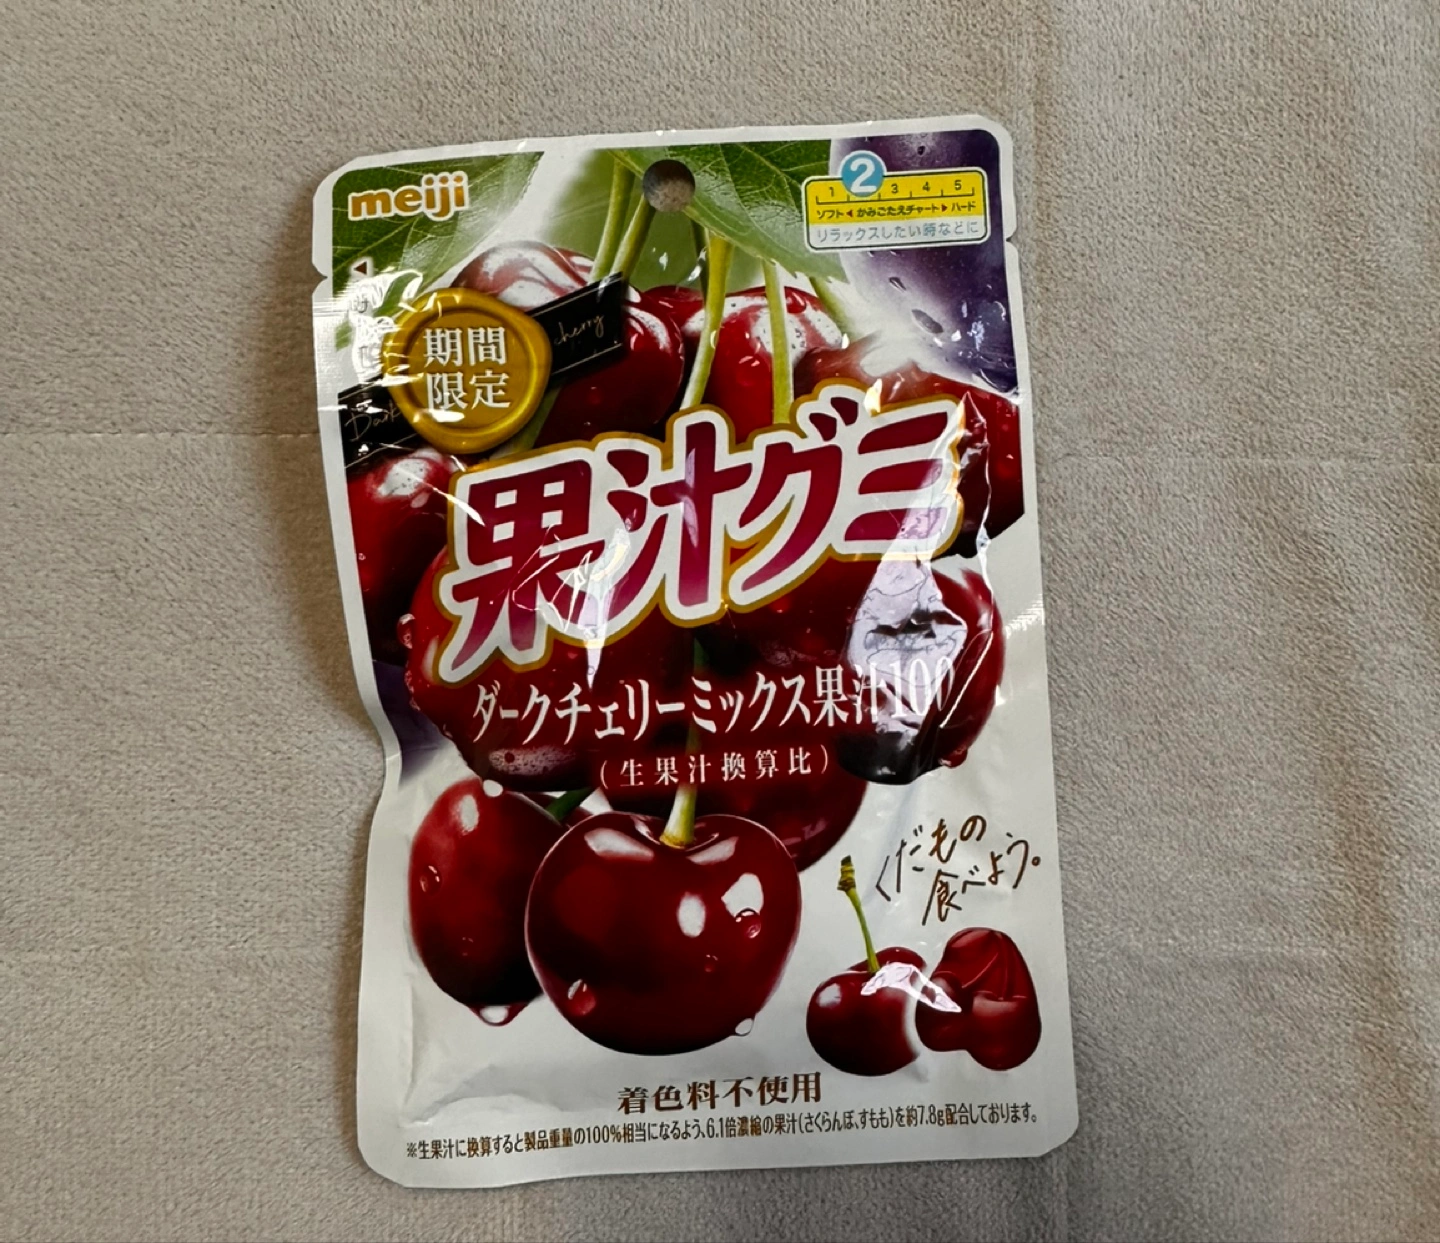 meiji
1 2 3 4 5
ソフト◀かみごたえチャート▶ハード
リラックスしたい時などに
期間
限定
Dark cherry
果汁グミ
ダークチェリーミックス果汁100
(生果汁換算比)
くだもの
食べよう。
着色料不使用
※生果汁に換算すると製品重量の100%相当になるよう、6.1倍濃縮の果汁(さくらんぼ、すもも)を約7.8g配合しております。